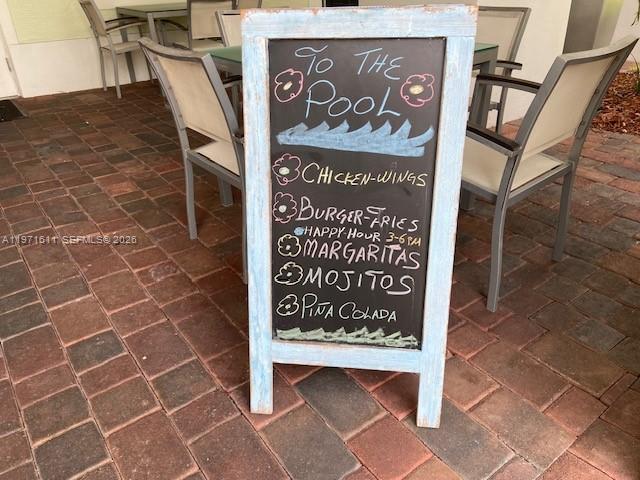 To THE
POOL
CHICKEN-WINGS
BURGER-FRIES
HAPPY-HOUR 3-6PM
MARGARITAS
MOJITOS
PIÑA COLADA
A11971611 SEFMLS © 2026